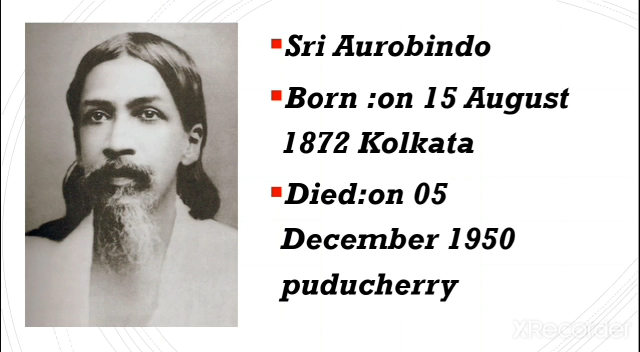 Sri Aurobindo
Born :on 15 August
1872 Kolkata
Died:on 05
December 1950
puducherry
XRecorder